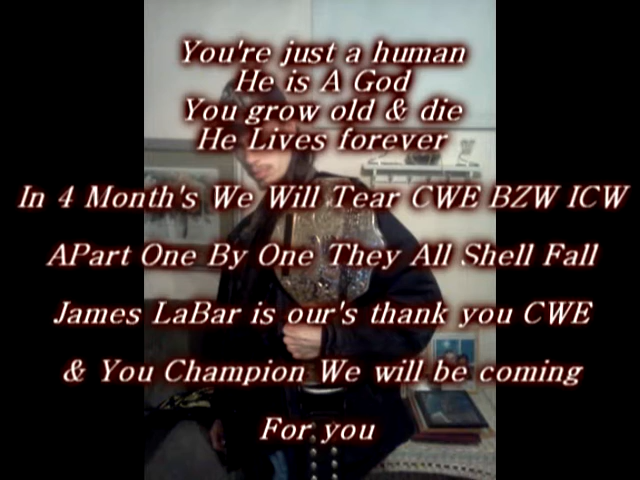 You're just a human
He is A God
You grow old & die
He Lives forever
In 4 Month's We Will Tear CWE BZW ICW
APart One By One They All Shell Fall
James LaBar is our's thank you CWE
& You Champion We will be coming
For you